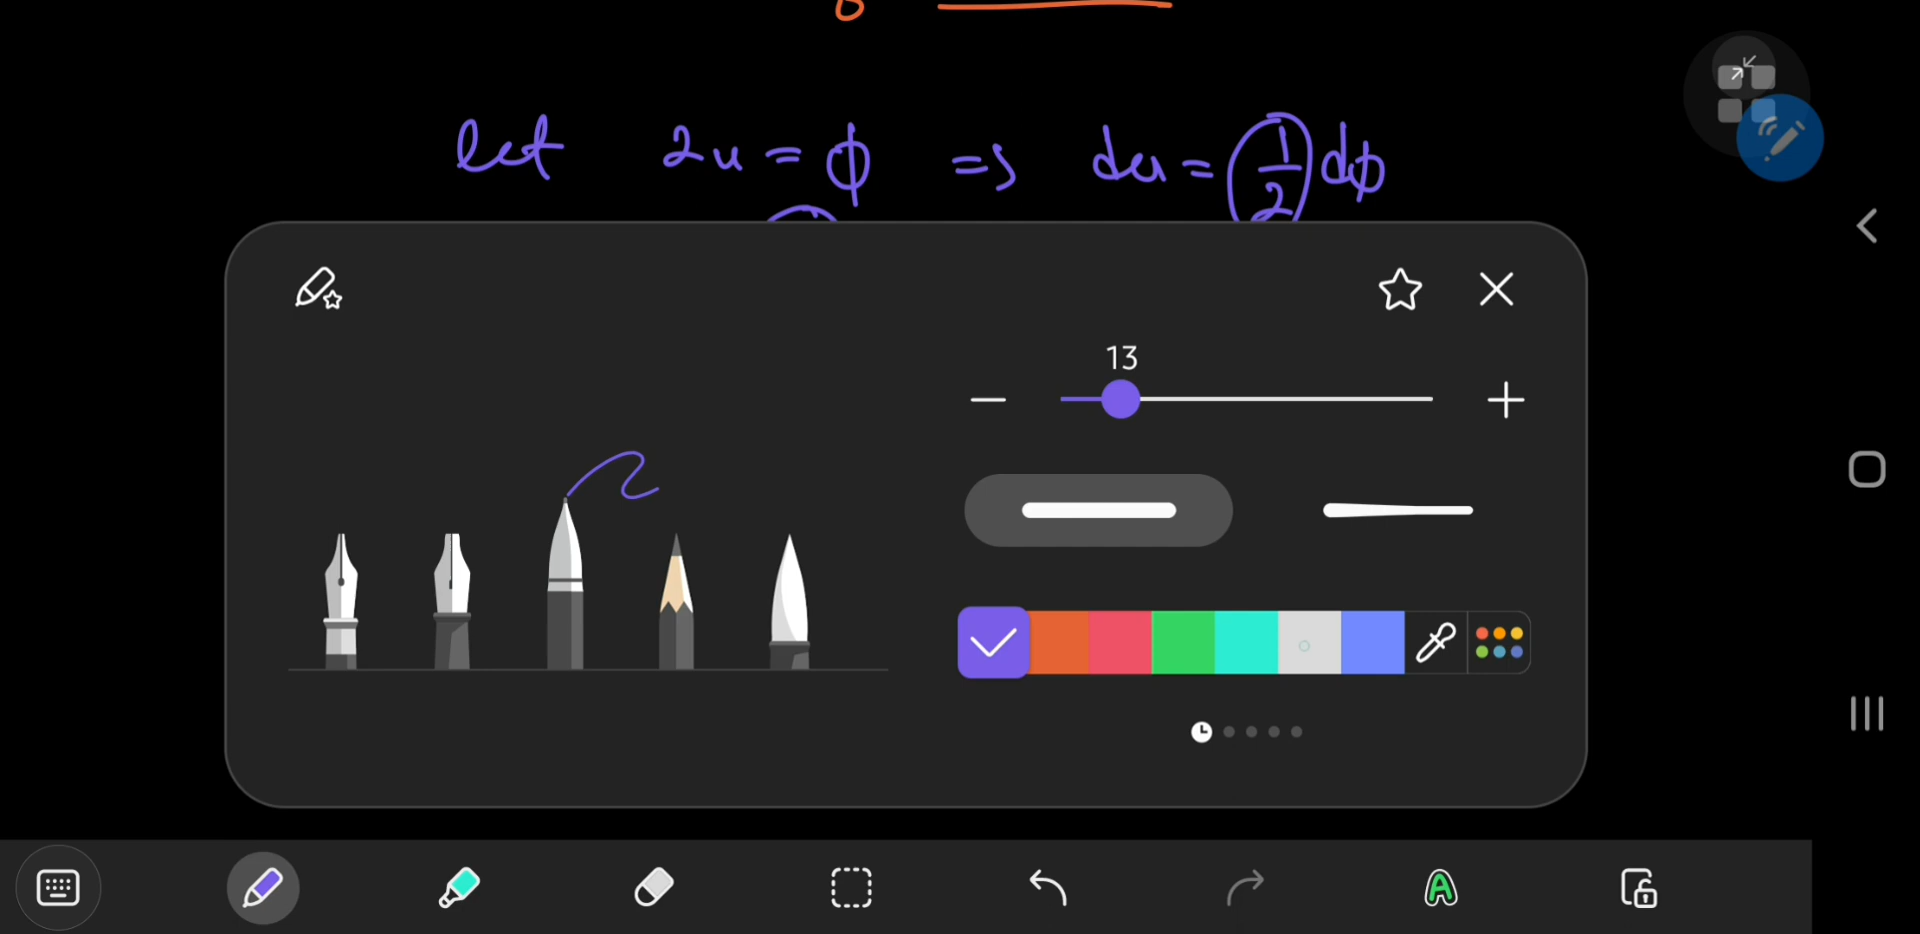 let 2u = ϕ => du = 1/2 dϕ
13
A